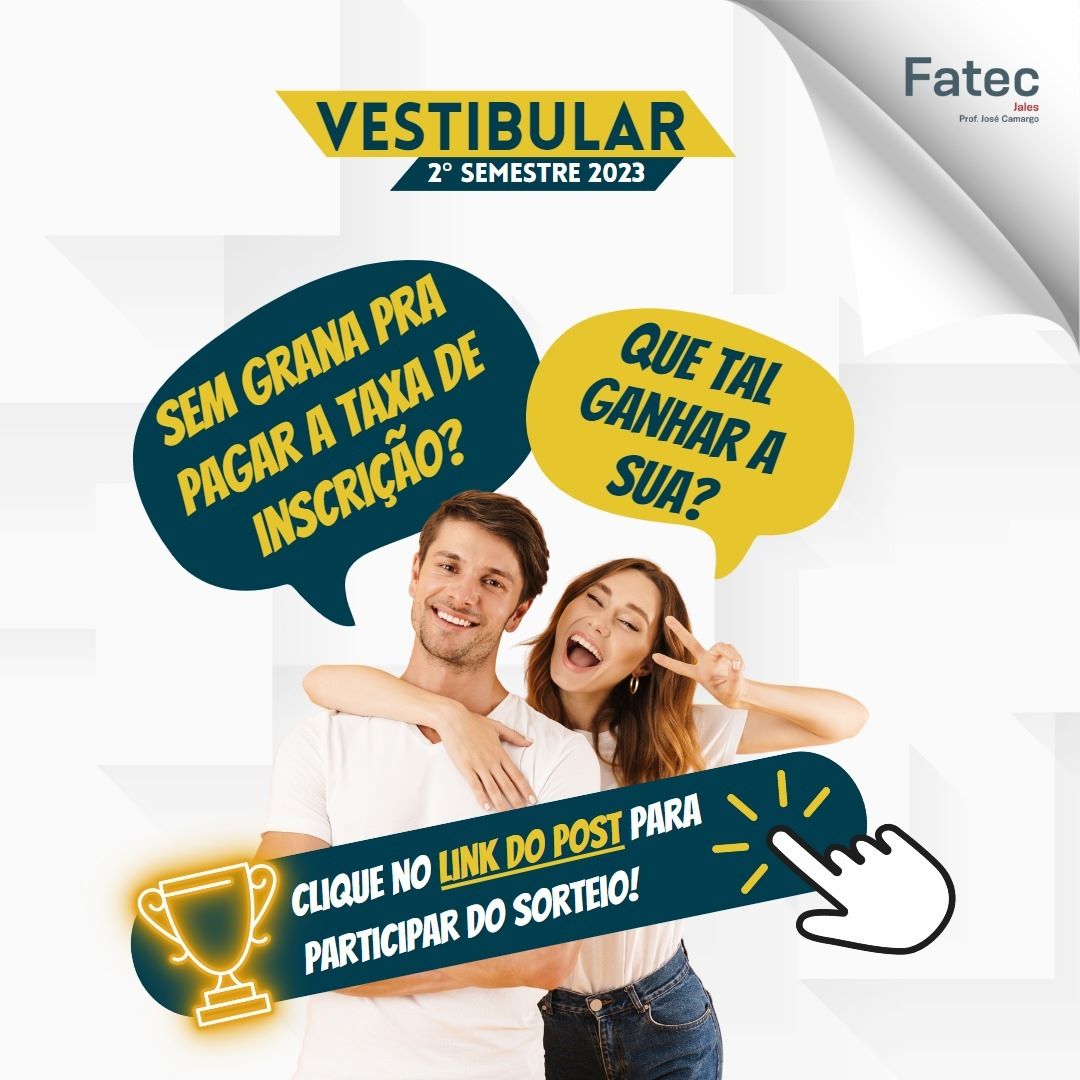 Fatec
Jales
Prof. José Camargo
VESTIBULAR
2º SEMESTRE 2023
SEM GRANA PRA
PAGAR A TAXA DE
INSCRIÇÃO?
QUE TAL
GANHAR A
SUA?
CLIQUE NO LINK DO POST PARA
PARTICIPAR DO SORTEIO!